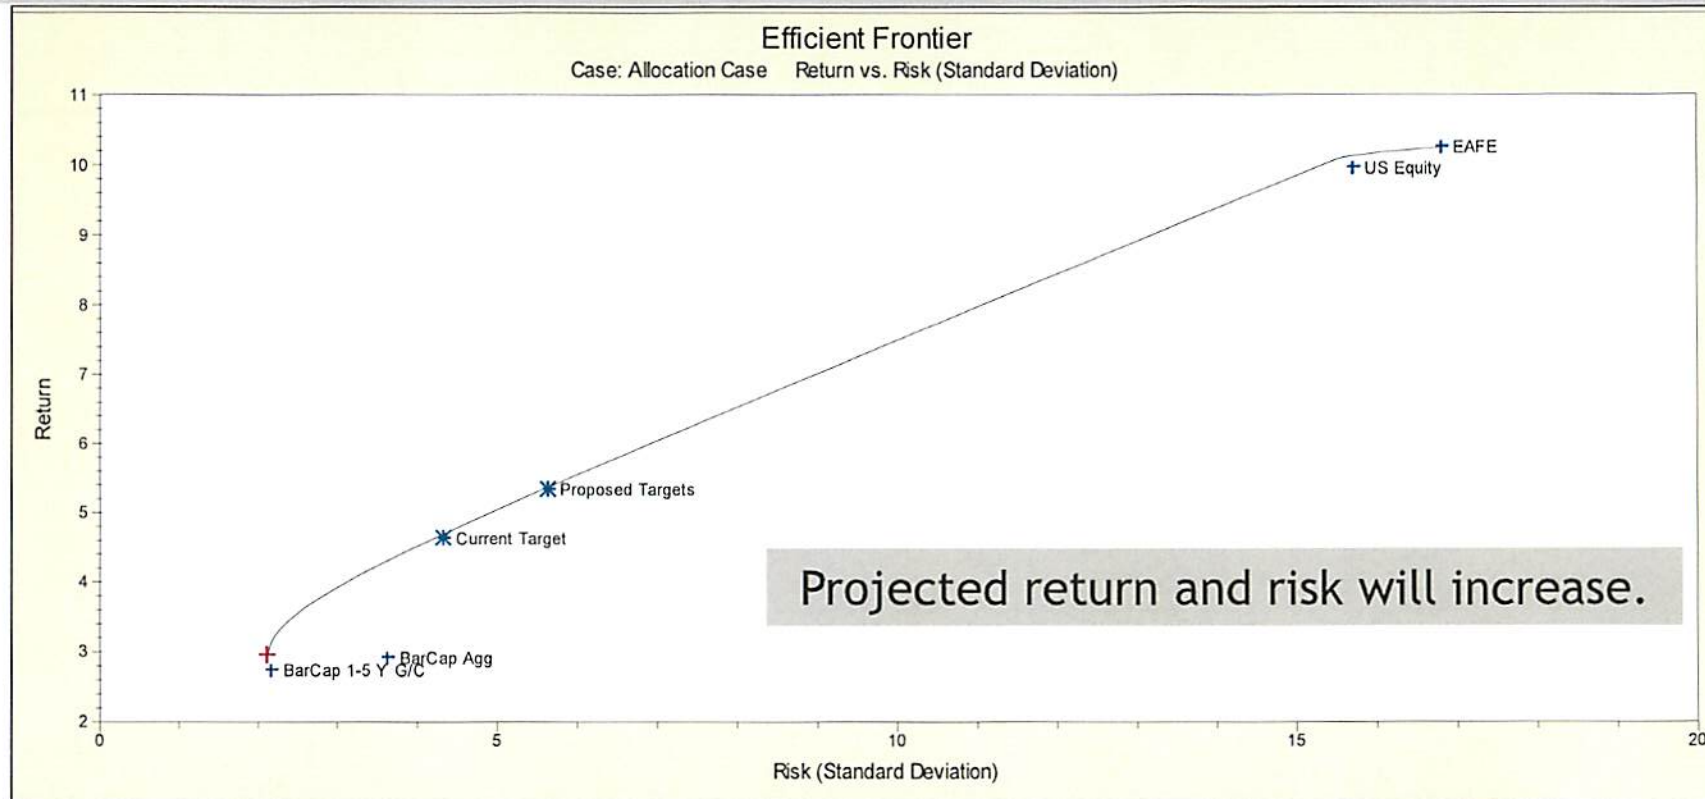 Efficient Frontier
Case: Allocation Case Return vs. Risk (Standard Deviation)
11
10
9
8
7
6
5
4
3
2
Return
EAFE
US Equity
Proposed Targets
Current Target
Projected return and risk will increase.
BarCap Agg
BarCap 1-5 Y G/C
0
5
10
15
20
Risk (Standard Deviation)